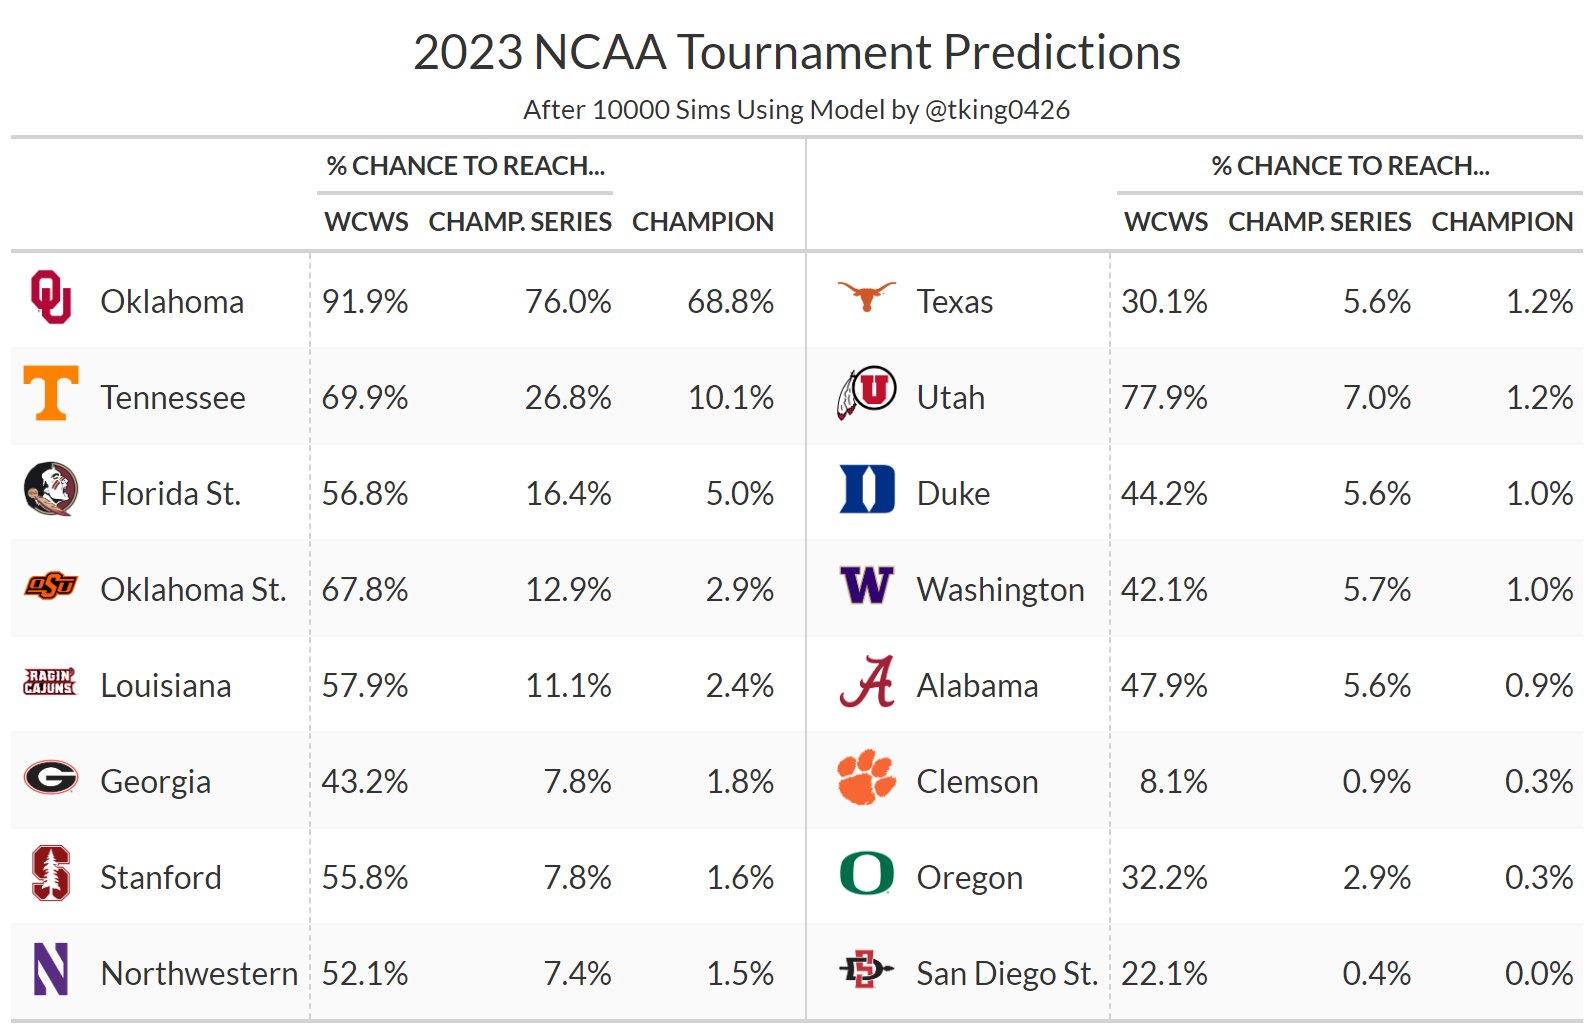 2023 NCAA Tournament Predictions
After 10000 Sims Using Model by @tking0426
% CHANCE TO REACH... % CHANCE TO REACH...
WCWS CHAMP. SERIES CHAMPION WCWS CHAMP. SERIES CHAMPION
Oklahoma 91.9% 76.0% 68.8% Texas 30.1% 5.6% 1.2%
Tennessee 69.9% 26.8% 10.1% Utah 77.9% 7.0% 1.2%
Florida St. 56.8% 16.4% 5.0% Duke 44.2% 5.6% 1.0%
Oklahoma St. 67.8% 12.9% 2.9% Washington 42.1% 5.7% 1.0%
RAGIN' CAJUNS Louisiana 57.9% 11.1% 2.4% Alabama 47.9% 5.6% 0.9%
Georgia 43.2% 7.8% 1.8% Clemson 8.1% 0.9% 0.3%
Stanford 55.8% 7.8% 1.6% Oregon 32.2% 2.9% 0.3%
Northwestern 52.1% 7.4% 1.5% San Diego St. 22.1% 0.4% 0.0%